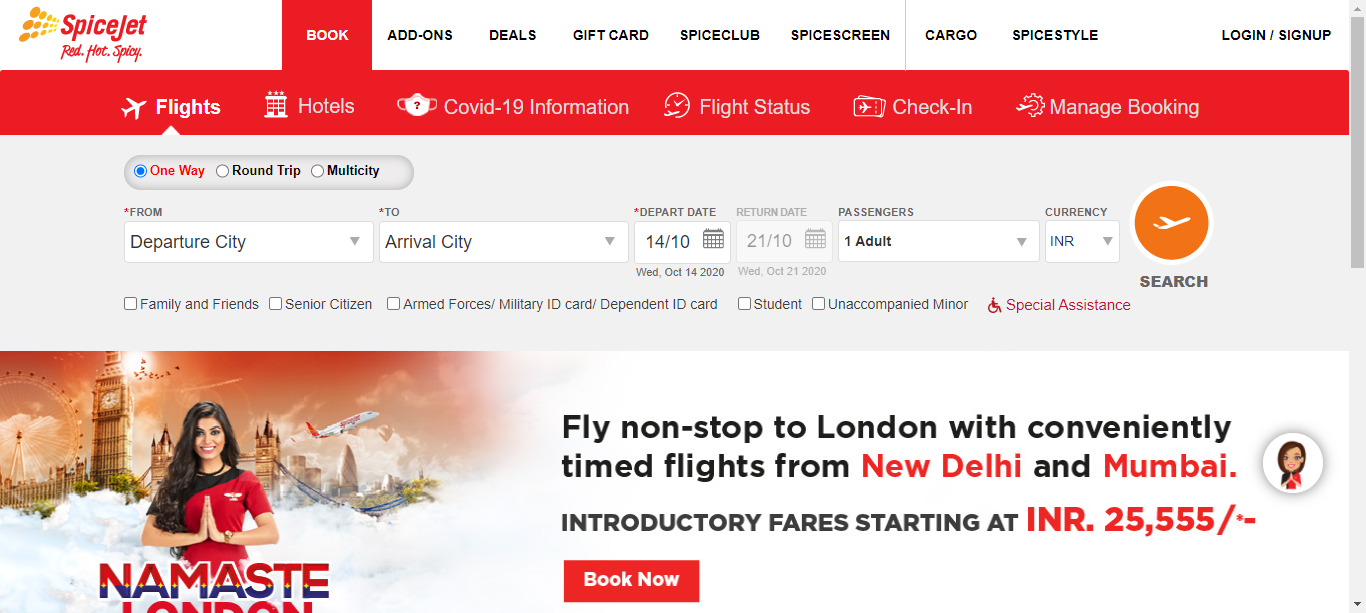 SpiceJet
Red. Hot. Spicy.
BOOK ADD-ONS DEALS GIFT CARD SPICECLUB SPICESCREEN CARGO SPICESTYLE LOGIN / SIGNUP
Flights Hotels ? Covid-19 Information Flight Status Check-In Manage Booking
One Way Round Trip Multicity
*FROM *TO *DEPART DATE RETURN DATE PASSENGERS CURRENCY
Departure City Arrival City 14/10 21/10 1 Adult INR
Wed, Oct 14 2020 Wed, Oct 21 2020
SEARCH
Family and Friends Senior Citizen Armed Forces/ Military ID card/ Dependent ID card Student Unaccompanied Minor Special Assistance
Fly non-stop to London with conveniently
timed flights from New Delhi and Mumbai.
INTRODUCTORY FARES STARTING AT INR. 25,555/*-
Book Now
NAMASTE
LONDON